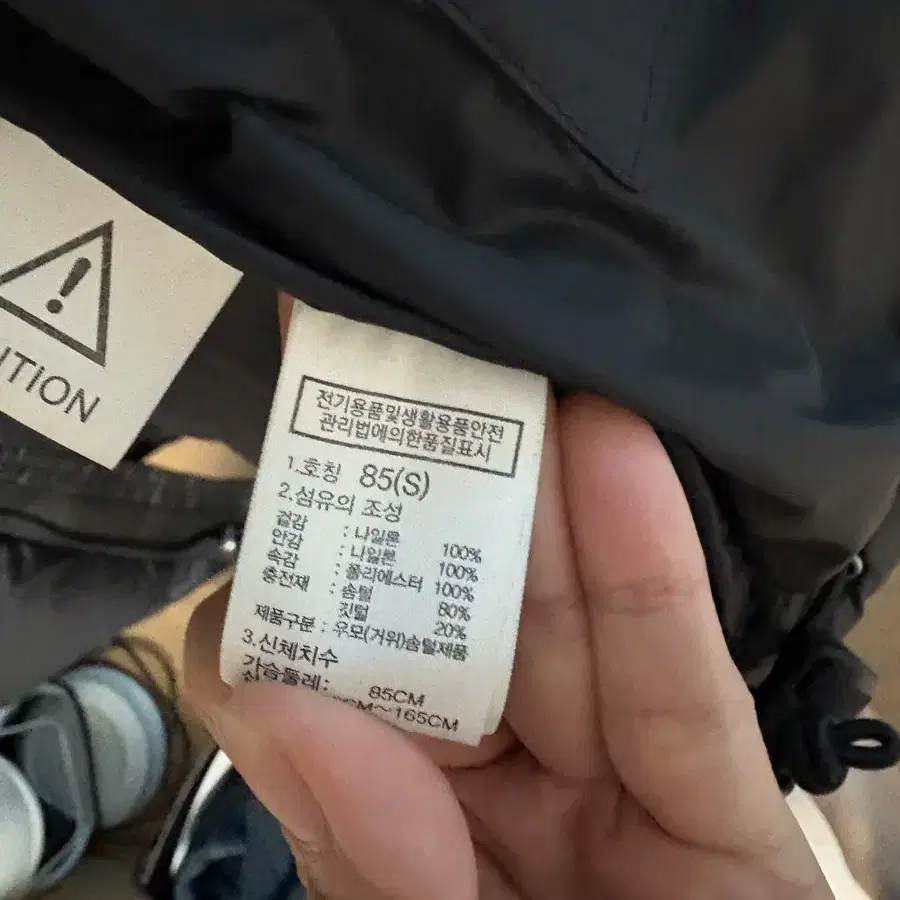 전기용품및생활용품안전
관리법에의한품질표시
1.호칭 85(S)
2.섬유의 조성
겉감 : 나일론 100%
안감 : 나일론 100%
속감 : 폴리에스터 100%
충전재 : 솜털 80%
깃털 20%
제품구분 : 우모(거위)솜털제품
3.신체치수
가슴둘레: 85CM
CM~165CM
UTION